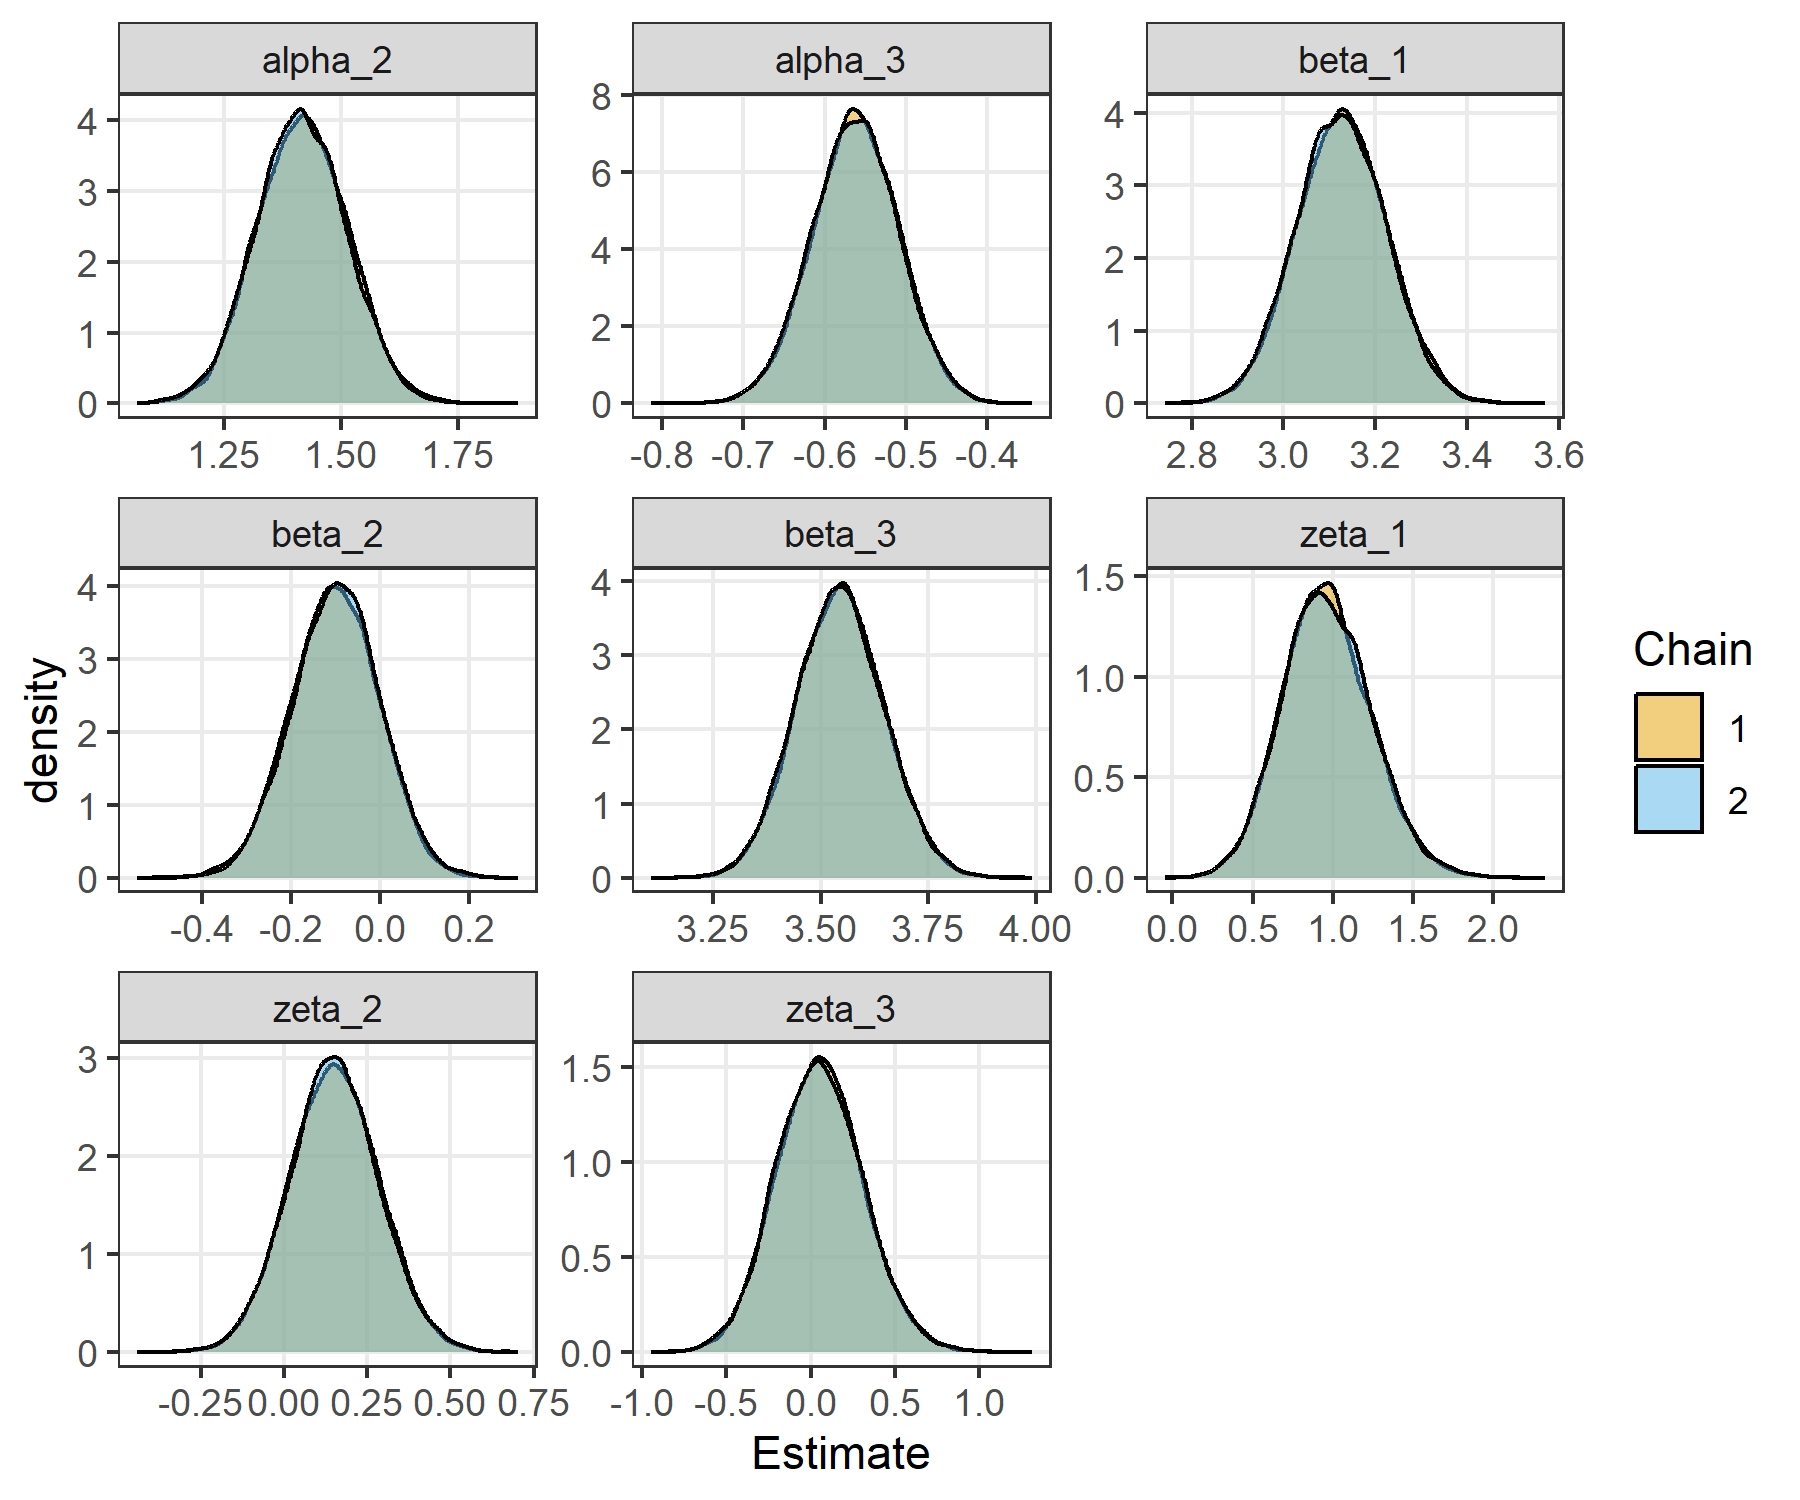 alpha_2 alpha_3 beta_1
4 3 2 1 0
8 6 4 2 0
4 3 2 1 0
1.25 1.50 1.75
-0.8 -0.7 -0.6 -0.5 -0.4
2.8 3.0 3.2 3.4 3.6
beta_2 beta_3 zeta_1
4 3 2 1 0
4 3 2 1 0
1.5 1.0 0.5 0.0
-0.4 -0.2 0.0 0.2
3.25 3.50 3.75 4.00
0.0 0.5 1.0 1.5 2.0
zeta_2 zeta_3
3 2 1 0
1.5 1.0 0.5 0.0
-0.25 0.00 0.25 0.50 0.75
-1.0 -0.5 0.0 0.5 1.0
density
Estimate
Chain
1
2